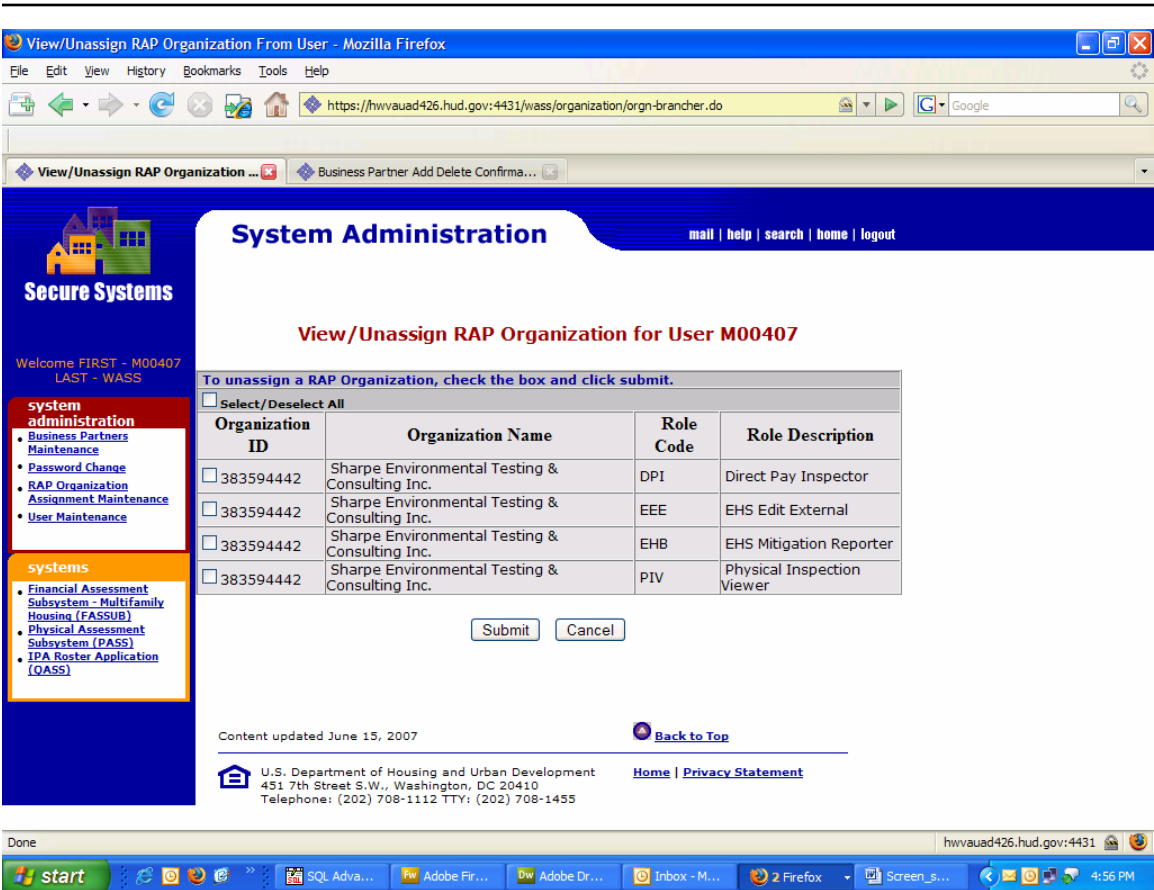 View/Unassign RAP Organization From User - Mozilla Firefox
File Edit View History Bookmarks Tools Help
https://hwvauad426.hud.gov:4431/wass/organization/orgn-brancher.do
G Google
View/Unassign RAP Organization ...
Business Partner Add Delete Confirma...
System Administration
mail | help | search | home | logout
Secure Systems
Welcome FIRST - M00407
LAST - WASS
system
administration
Business Partners
Maintenance
Password Change
RAP Organization
Assignment Maintenance
User Maintenance
systems
Financial Assessment
Subsystem - Multifamily
Housing (FASSUB)
Physical Assessment
Subsystem (PASS)
IPA Roster Application
(QASS)
View/Unassign RAP Organization for User M00407
To unassign a RAP Organization, check the box and click submit.
Select/Deselect All
Organization ID Organization Name Role Code Role Description
383594442 Sharpe Environmental Testing & Consulting Inc. DPI Direct Pay Inspector
383594442 Sharpe Environmental Testing & Consulting Inc. EEE EHS Edit External
383594442 Sharpe Environmental Testing & Consulting Inc. EHB EHS Mitigation Reporter
383594442 Sharpe Environmental Testing & Consulting Inc. PIV Physical Inspection Viewer
Submit Cancel
Content updated June 15, 2007
Back to Top
U.S. Department of Housing and Urban Development
451 7th Street S.W., Washington, DC 20410
Telephone: (202) 708-1112 TTY: (202) 708-1455
Home | Privacy Statement
Done
hwvauad426.hud.gov:4431
start
SQL Adva...
Fw Adobe Fir...
Dw Adobe Dr...
Inbox - M...
2 Firefox
Screen_s...
4:56 PM